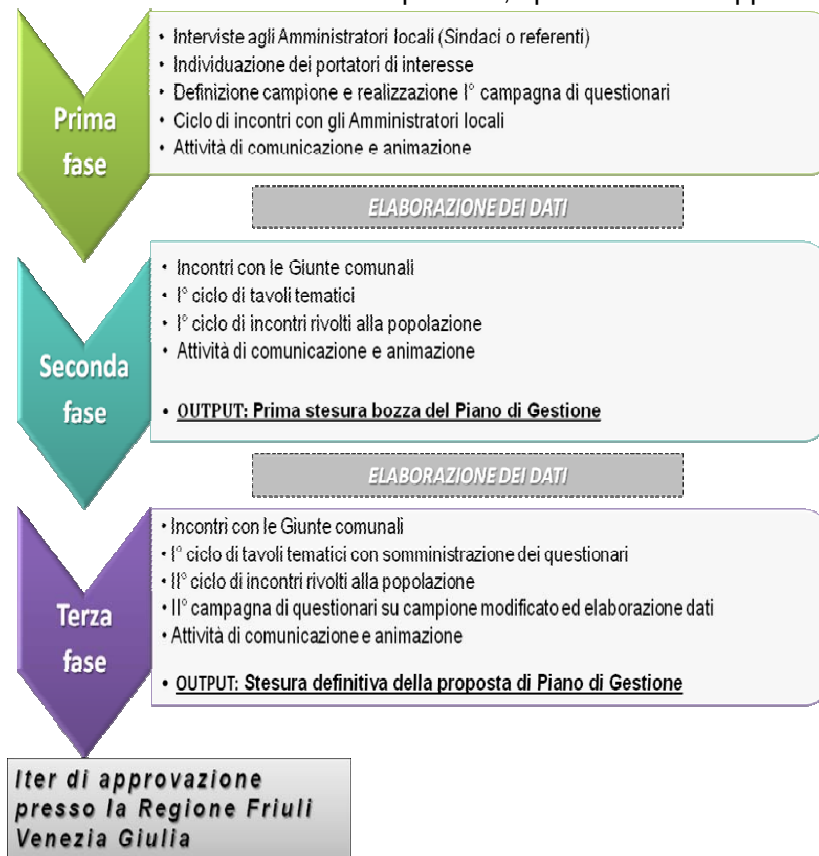 Prima
fase
• Interviste agli Amministratori locali (Sindaci o referenti)
• Individuazione dei portatori di interesse
• Definizione campione e realizzazione I° campagna di questionari
• Ciclo di incontri con gli Amministratori locali
• Attività di comunicazione e animazione
ELABORAZIONE DEI DATI
Seconda
fase
• Incontri con le Giunte comunali
• I° ciclo di tavoli tematici
• I° ciclo di incontri rivolti alla popolazione
• Attività di comunicazione e animazione
• OUTPUT: Prima stesura bozza del Piano di Gestione
ELABORAZIONE DEI DATI
Terza
fase
• Incontri con le Giunte comunali
• I° ciclo di tavoli tematici con somministrazione dei questionari
• II° ciclo di incontri rivolti alla popolazione
• II° campagna di questionari su campione modificato ed elaborazione dati
• Attività di comunicazione e animazione
• OUTPUT: Stesura definitiva della proposta di Piano di Gestione
Iter di approvazione
presso la Regione Friuli
Venezia Giulia